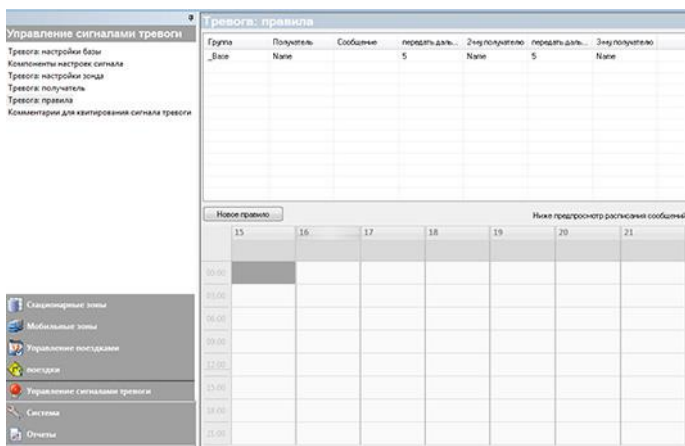 Управление сигналами тревоги
Тревога: настройки базы
Компоненты настроек сигнала
Тревога: настройки зонда
Тревога: получатель
Тревога: правила
Комментарии для квитирования сигнала тревоги
Стационарные зоны
Мобильные зоны
Управление поездками
поездки
Управление сигналами тревоги
Система
Отчеты
Тревога: правила
Группа Получатель Сообщение передать даль... 2-му получателю передать даль... 3-му получателю
_Base Name 5 Name 5 Name
Новое правило
Ниже предпросмотр расписания сообщений
15 16 17 18 19 20 21
00:00
03:00
06:00
09:00
12:00
15:00
18:00
21:00